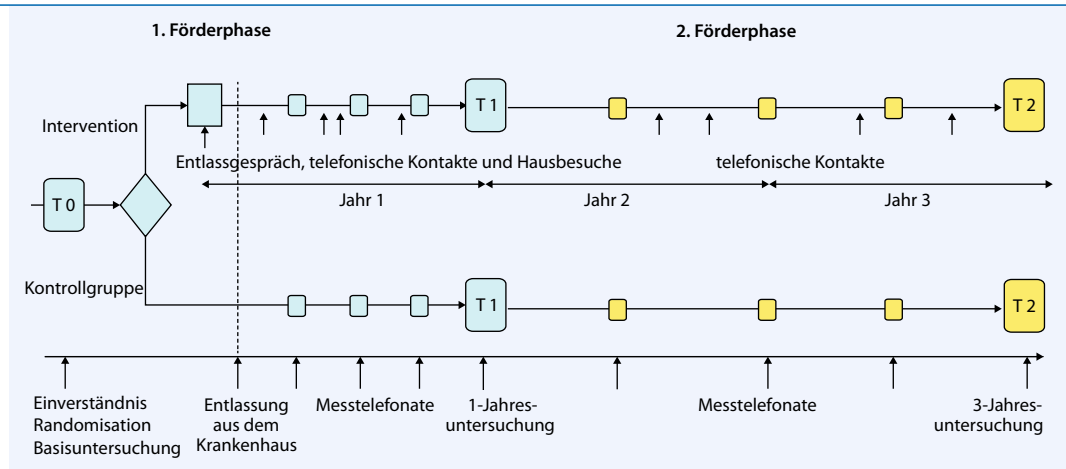 1. Förderphase
2. Förderphase
T 1
T 2
Intervention
Entlassgespräch, telefonische Kontakte und Hausbesuche
telefonische Kontakte
T 0
Jahr 1
Jahr 2
Jahr 3
Kontrollgruppe
T 1
T 2
Einverständnis
Randomisation
Basisuntersuchung
Entlassung
aus dem
Krankenhaus
Messtelefonate
1-Jahres-
untersuchung
Messtelefonate
3-Jahres-
untersuchung